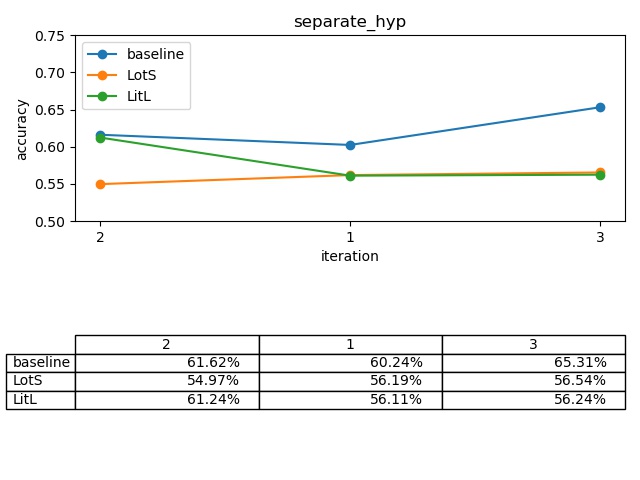 separate_hyp
0.75
0.70
0.65
0.60
0.55
0.50
accuracy
baseline
LotS
LitL
2 1 3
iteration
2 1 3
baseline 61.62% 60.24% 65.31%
LotS 54.97% 56.19% 56.54%
LitL 61.24% 56.11% 56.24%